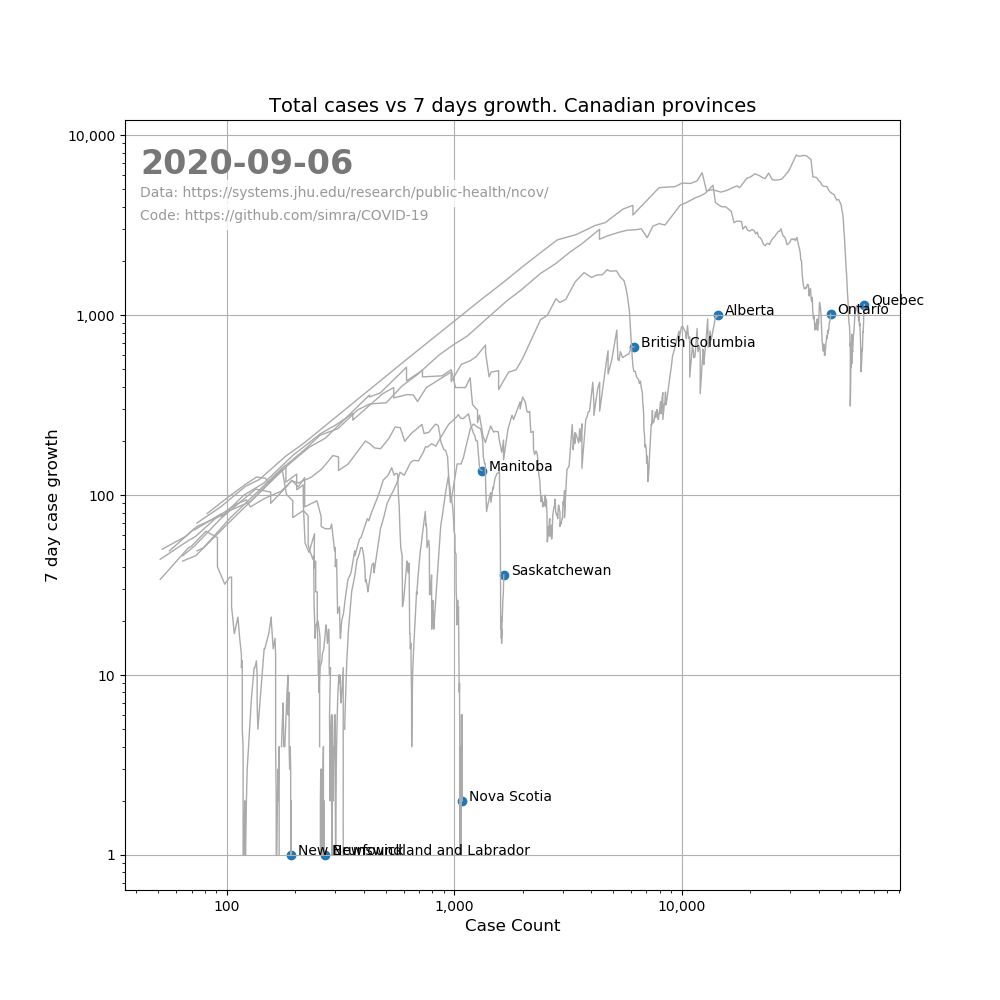 Total cases vs 7 days growth. Canadian provinces
10,000
2020-09-06
Data: https://systems.jhu.edu/research/public-health/ncov/
Code: https://github.com/simra/COVID-19
Quebec
Ontario
Alberta
1,000
British Columbia
Manitoba
100
Saskatchewan
7 day case growth
10
Nova Scotia
New Brunswick
Newfoundland and Labrador
1
100
1,000
10,000
Case Count